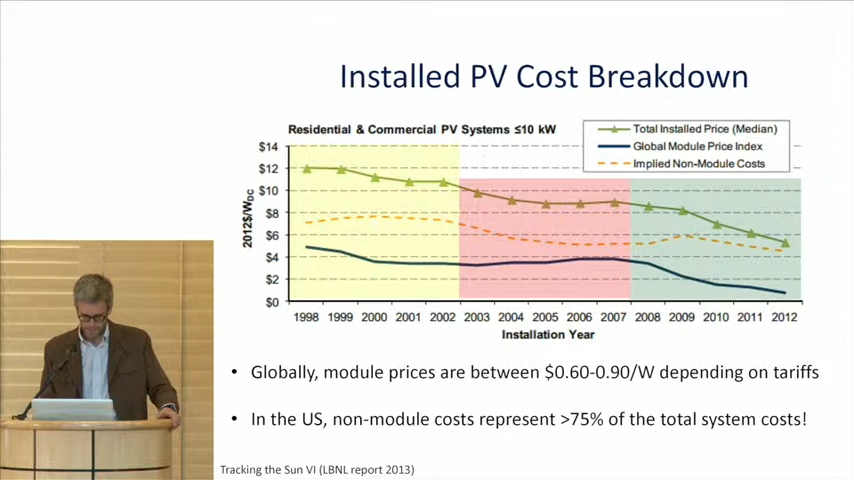 Installed PV Cost Breakdown
Residential & Commercial PV Systems ≤10 kW
Total Installed Price (Median)
Global Module Price Index
Implied Non-Module Costs
2012$/WDC
$14
$12
$10
$8
$6
$4
$2
$0
1998 1999 2000 2001 2002 2003 2004 2005 2006 2007 2008 2009 2010 2011 2012
Installation Year
• Globally, module prices are between $0.60-0.90/W depending on tariffs
• In the US, non-module costs represent >75% of the total system costs!
Tracking the Sun VI (LBNL report 2013)